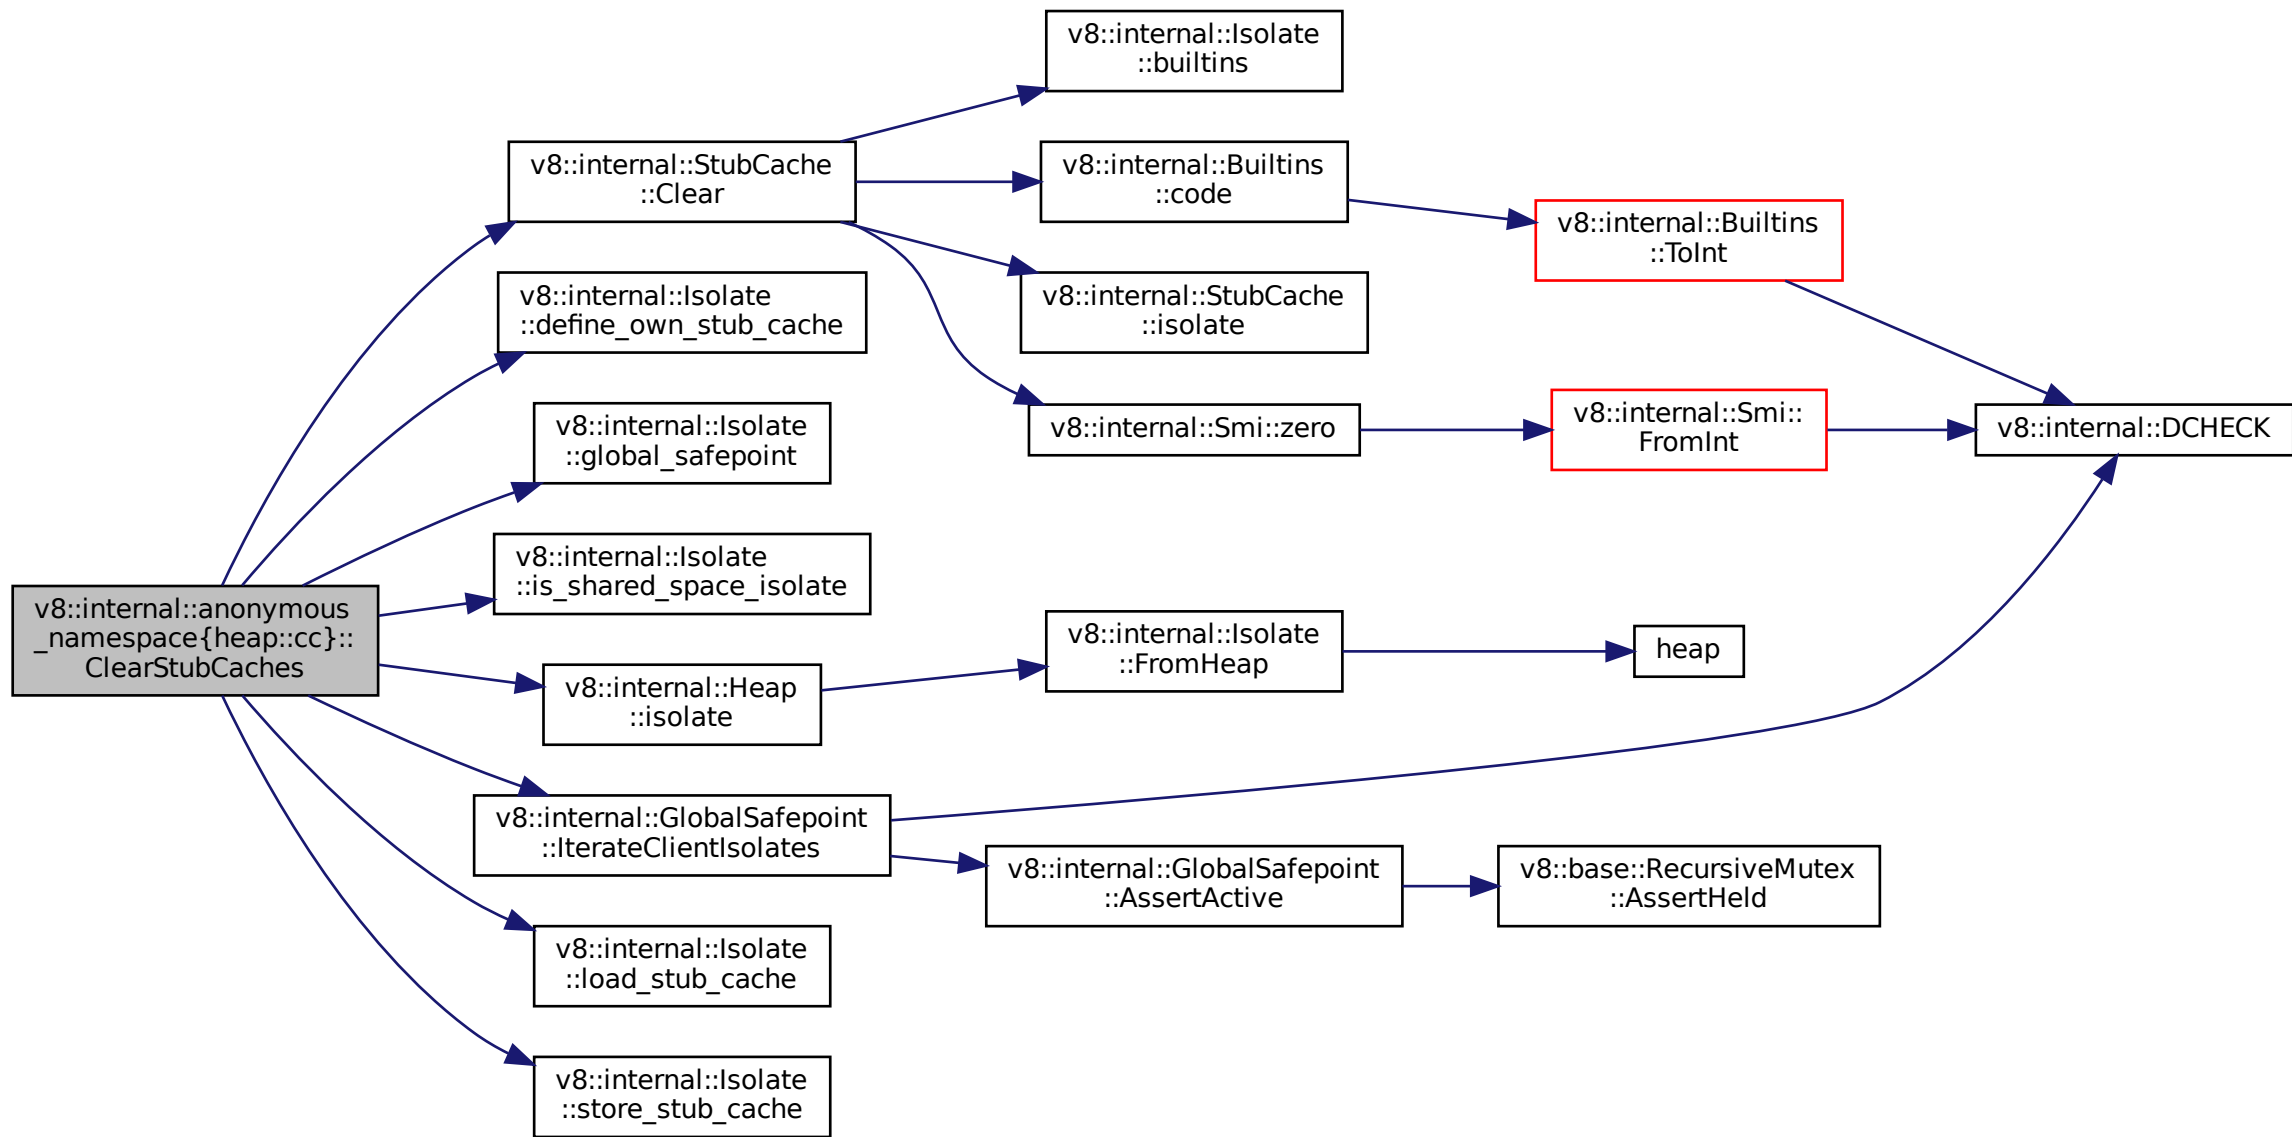 v8::internal::anonymous
_namespace{heap::cc}::
ClearStubCaches
v8::internal::StubCache
::Clear
v8::internal::Isolate
::builtins
v8::internal::Builtins
::code
v8::internal::Builtins
::ToInt
v8::internal::DCHECK
v8::internal::StubCache
::isolate
v8::internal::Smi::zero
v8::internal::Smi::
FromInt
v8::internal::Isolate
::define_own_stub_cache
v8::internal::Isolate
::global_safepoint
v8::internal::Isolate
::is_shared_space_isolate
v8::internal::Heap
::isolate
v8::internal::Isolate
::FromHeap
heap
v8::internal::GlobalSafepoint
::IterateClientIsolates
v8::internal::GlobalSafepoint
::AssertActive
v8::base::RecursiveMutex
::AssertHeld
v8::internal::Isolate
::load_stub_cache
v8::internal::Isolate
::store_stub_cache